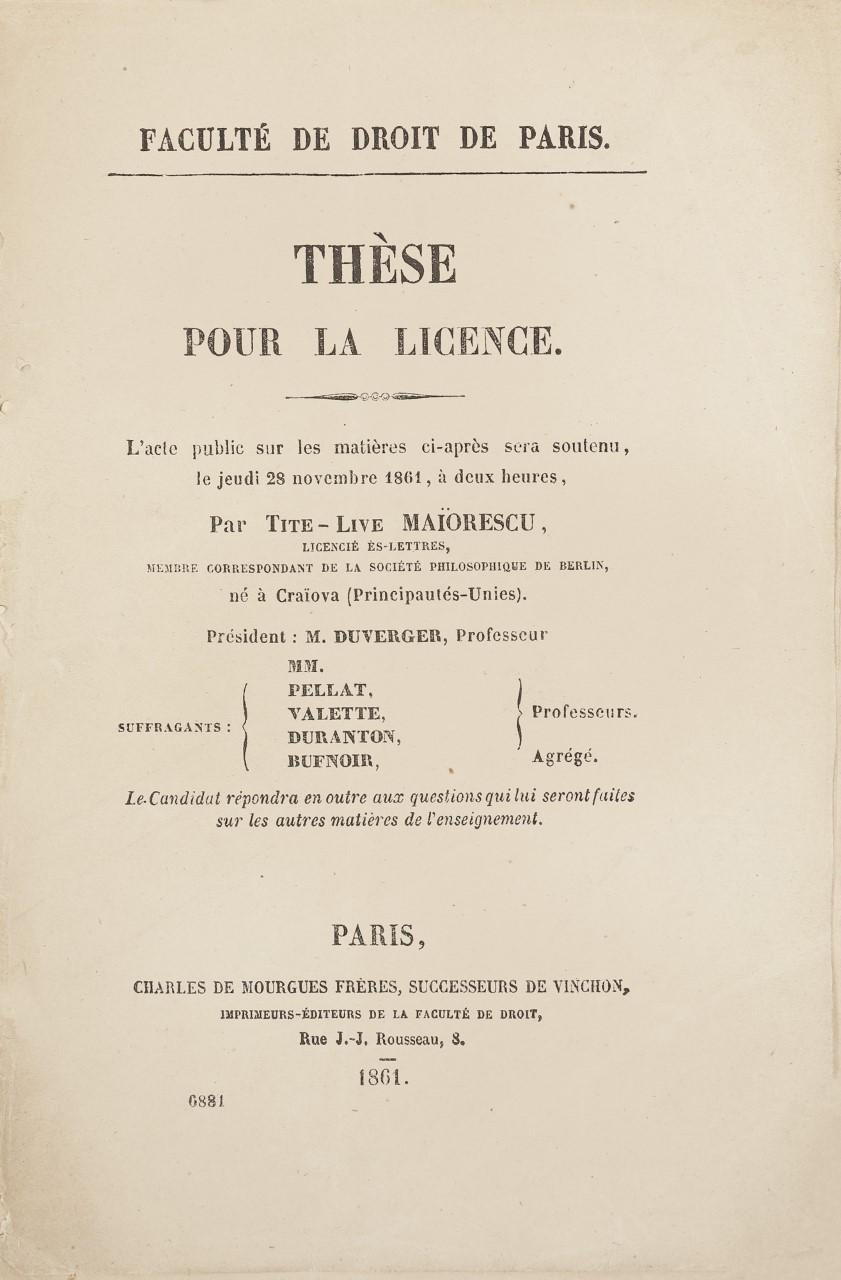 FACULTÉ DE DROIT DE PARIS.
THÈSE
POUR LA LICENCE.
L'acte public sur les matières ci-après sera soutenu,
le jeudi 28 novembre 1861, à deux heures,
Par TITE-LIVE MAÏORESCU,
LICENCIÉ ÈS-LETTRES,
MEMBRE CORRESPONDANT DE LA SOCIÉTÉ PHILOSOPHIQUE DE BERLIN,
né à Craïova (Principautés-Unies).
Président : M. DUVERGER, Professeur
MM.
SUFFRAGANTS :
PELLAT,
VALETTE,
DURANTON,
Professeurs.
BUFNOIR,
Agrégé.
Le Candidat répondra en outre aux questions qui lui seront faites
sur les autres matières de l'enseignement.
PARIS,
CHARLES DE MOURGUES FRÈRES, SUCCESSEURS DE VINCHON,
IMPRIMEURS-ÉDITEURS DE LA FACULTÉ DE DROIT,
Rue J.-J. Rousseau, 8.
1861.
6881